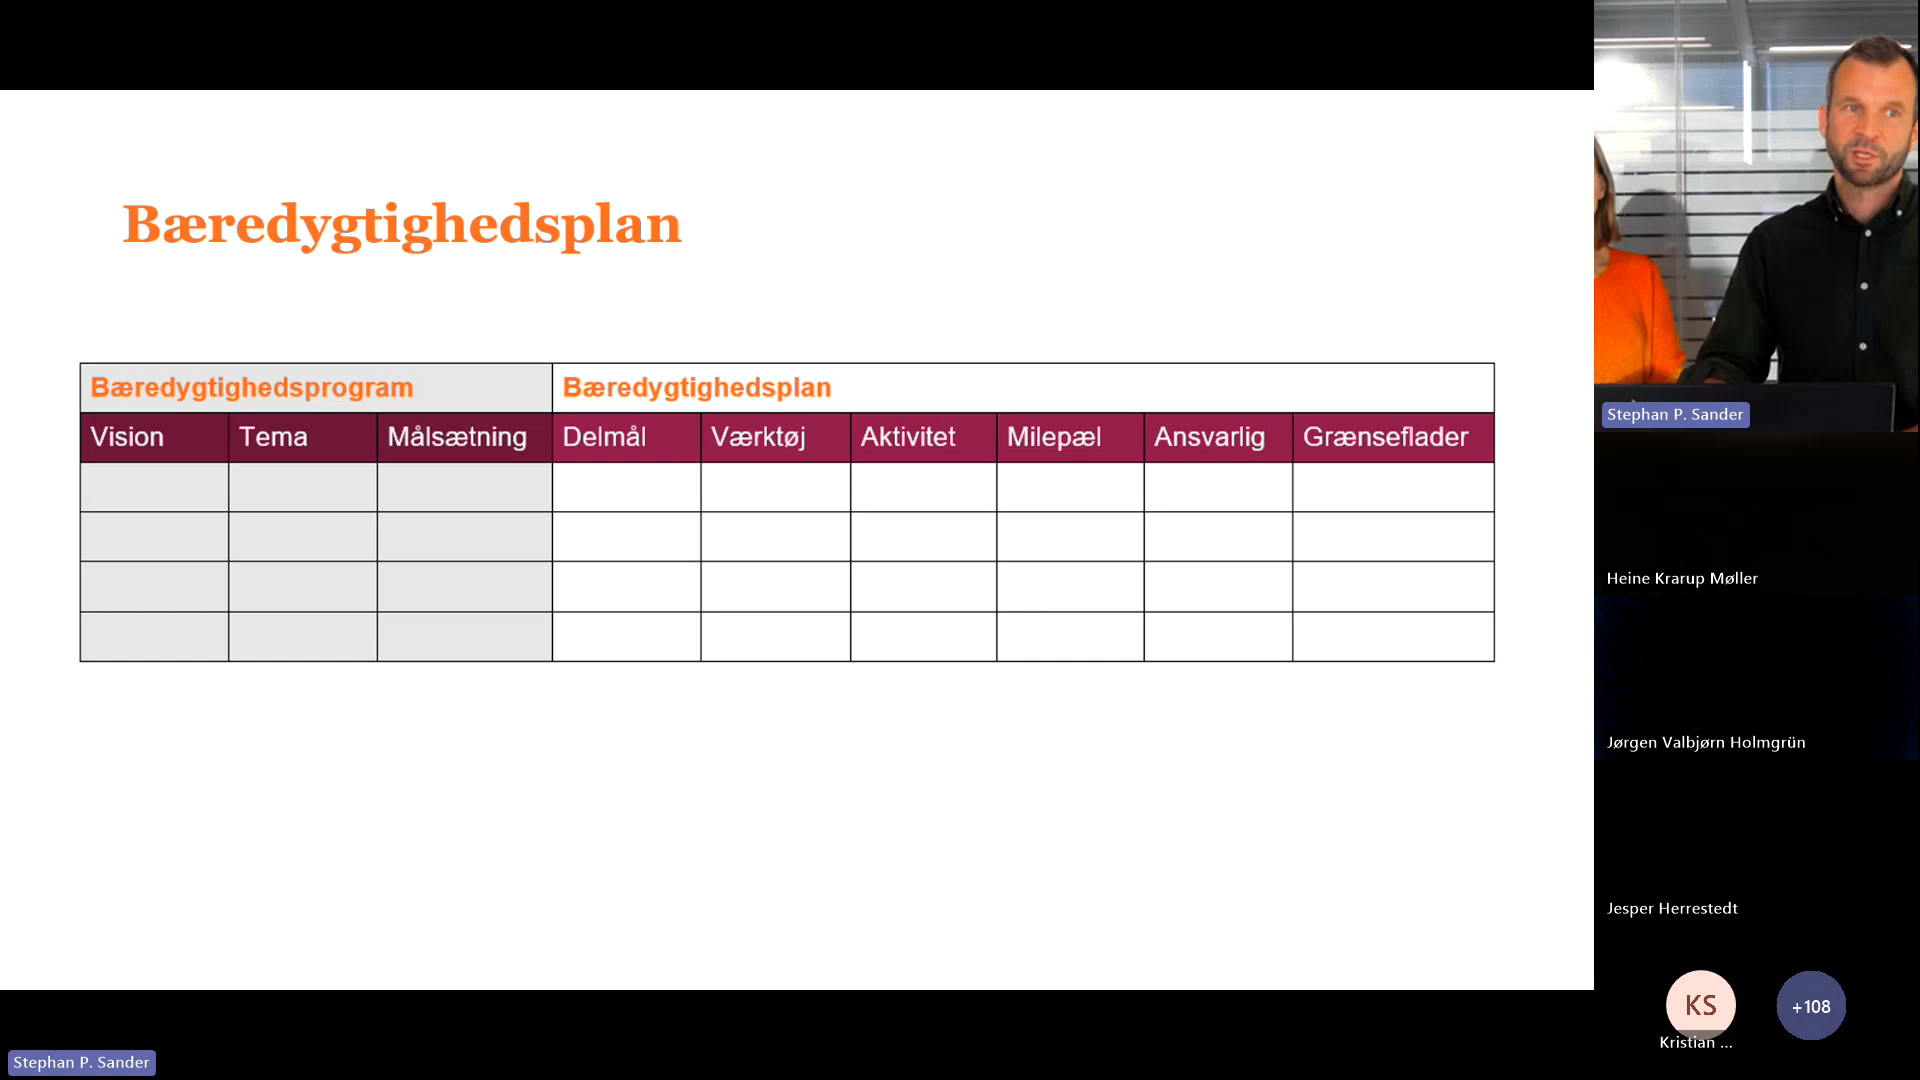 Bæredygtighedsplan
Bæredygtighedsprogram Bæredygtighedsplan
Vision Tema Målsætning Delmål Værktøj Aktivitet Milepæl Ansvarlig Grænseflader
Stephan P. Sander
Heine Krarup Møller
Jørgen Valbjørn Holmgrün
Jesper Herrestedt
KS +108
Kristian ...
Stephan P. Sander